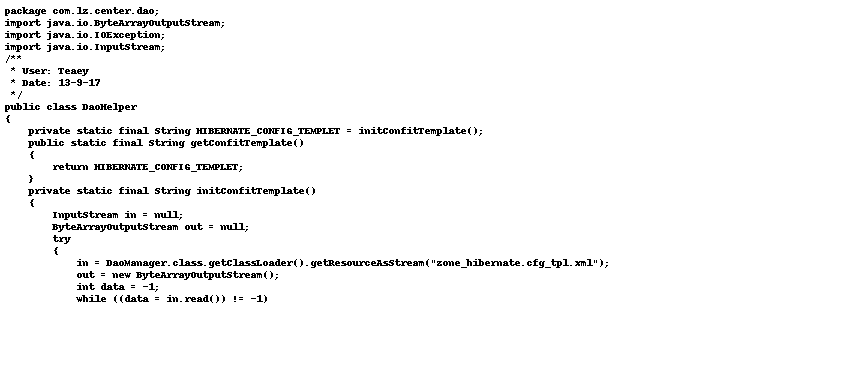 package com.lz.center.dao;
import java.io.ByteArrayOutputStream;
import java.io.IOException;
import java.io.InputStream;
/**
 * User: Teaey
 * Date: 13-9-17
 */
public class DaoHelper
{
    private static final String HIBERNATE_CONFIG_TEMPLET = initConfitTemplate();
    public static final String getConfitTemplate()
    {
        return HIBERNATE_CONFIG_TEMPLET;
    }
    private static final String initConfitTemplate()
    {
        InputStream in = null;
        ByteArrayOutputStream out = null;
        try
        {
            in = DaoManager.class.getClassLoader().getResourceAsStream("zone_hibernate.cfg_tpl.xml");
            out = new ByteArrayOutputStream();
            int data = -1;
            while ((data = in.read()) != -1)